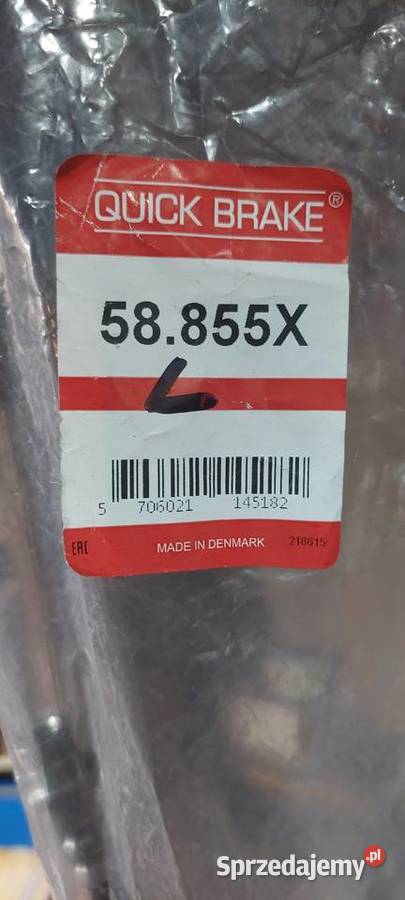 QUICK BRAKE®
58.855X
L
5 706021 145182
EAC MADE IN DENMARK 218615
Sprzedajemy.pl